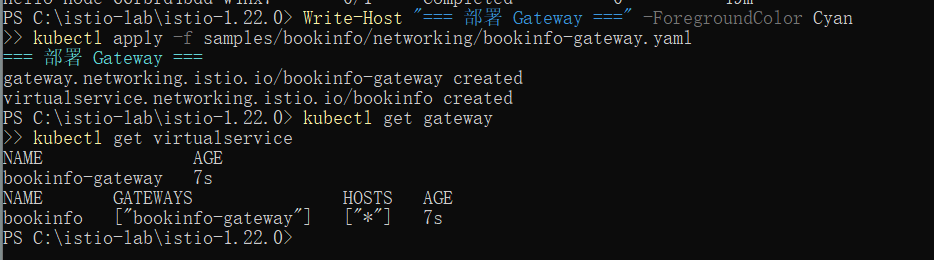 PS C:\istio-lab\istio-1.22.0> Write-Host "=== 部署 Gateway ===" -ForegroundColor Cyan
>> kubectl apply -f samples/bookinfo/networking/bookinfo-gateway.yaml
=== 部署 Gateway ===
gateway.networking.istio.io/bookinfo-gateway created
virtualservice.networking.istio.io/bookinfo created
PS C:\istio-lab\istio-1.22.0> kubectl get gateway
>> kubectl get virtualservice
NAME AGE
bookinfo-gateway 7s
NAME GATEWAYS HOSTS AGE
bookinfo ["bookinfo-gateway"] ["*"] 7s
PS C:\istio-lab\istio-1.22.0>